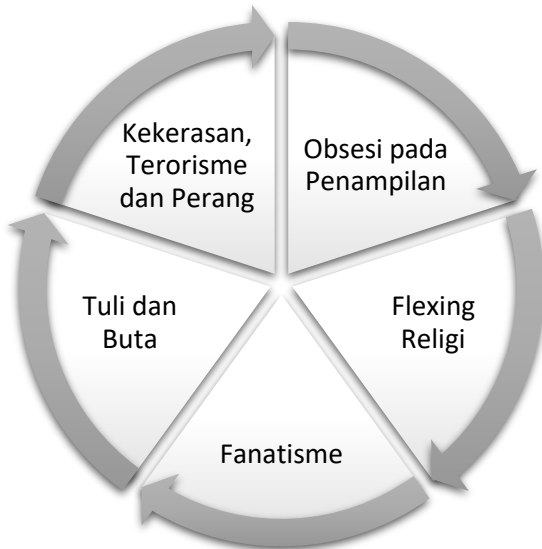 Obsesi pada
Penampilan
Flexing
Religi
Fanatisme
Tuli dan
Buta
Kekerasan,
Terorisme
dan Perang